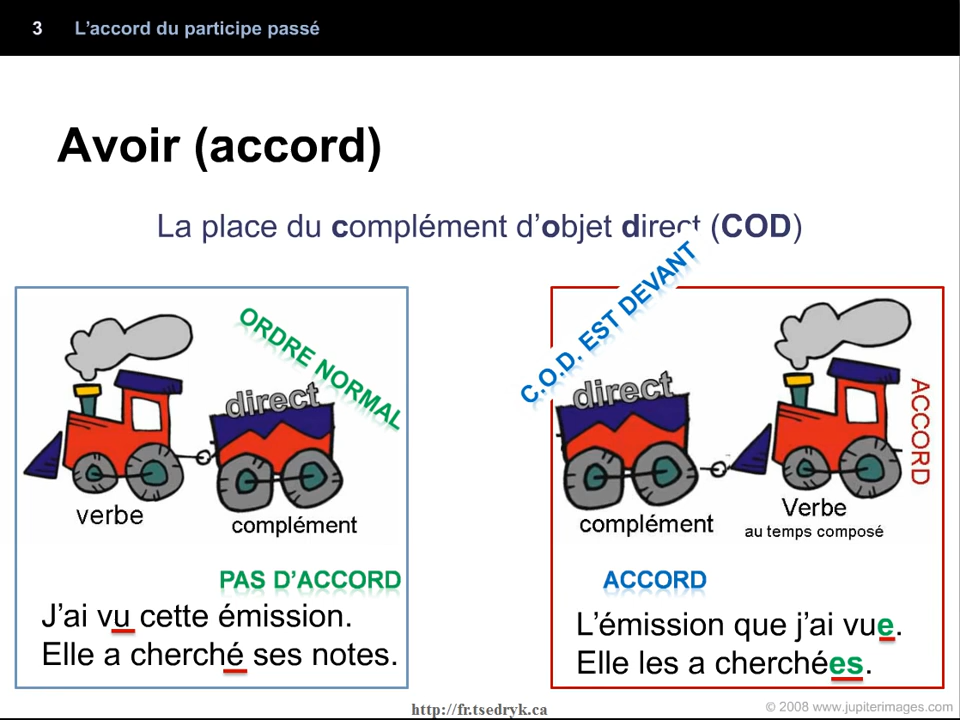 3 L'accord du participe passé
Avoir (accord)
La place du complément d'objet direct (COD)
ORDRE NORMAL
direct
verbe
complément
PAS D'ACCORD
J'ai vu cette émission.
Elle a cherché ses notes.
C.O.D. EST DEVANT
direct
ACCORD
complément
Verbe
au temps composé
ACCORD
L'émission que j'ai vue.
Elle les a cherchées.
http://fr.tsedryk.ca
© 2008 www.jupiterimages.com